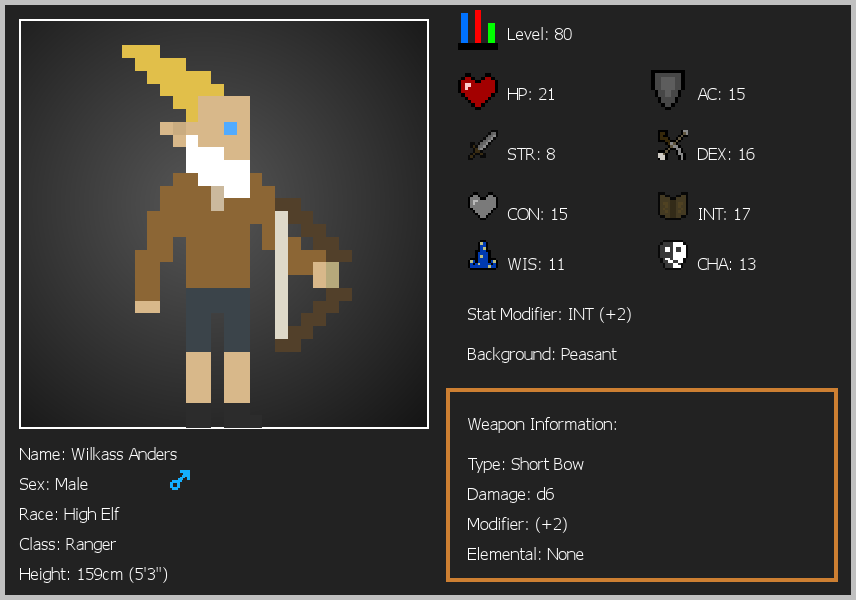 Level: 80
HP: 21
AC: 15
STR: 8
DEX: 16
CON: 15
INT: 17
WIS: 11
CHA: 13
Stat Modifier: INT (+2)
Background: Peasant
Weapon Information:
Type: Short Bow
Damage: d6
Modifier: (+2)
Elemental: None
Name: Wilkass Anders
Sex: Male
Race: High Elf
Class: Ranger
Height: 159cm (5'3")